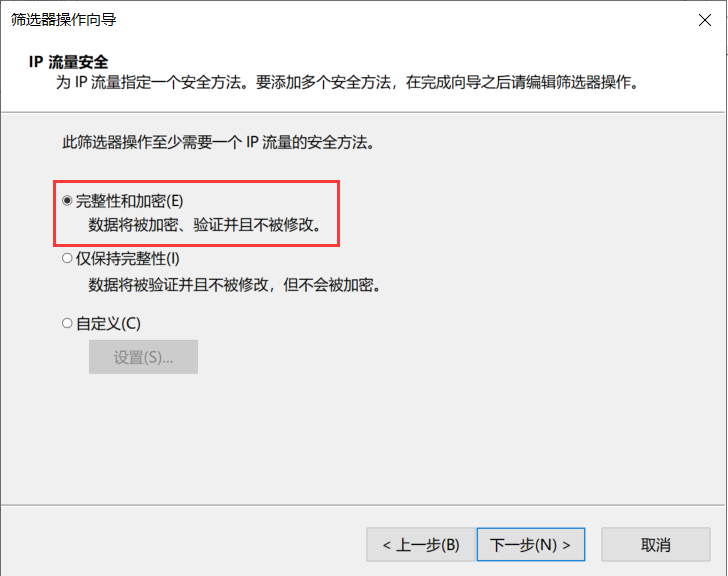 筛选器操作向导
IP 流量安全
为 IP 流量指定一个安全方法。要添加多个安全方法，在完成向导之后请编辑筛选器操作。
此筛选器操作至少需要一个 IP 流量的安全方法。
完整性和加密(E)
数据将被加密、验证并且不被修改。
仅保持完整性(I)
数据将被验证并且不被修改，但不会被加密。
自定义(C)
设置(S)...
< 上一步(B)
下一步(N) >
取消